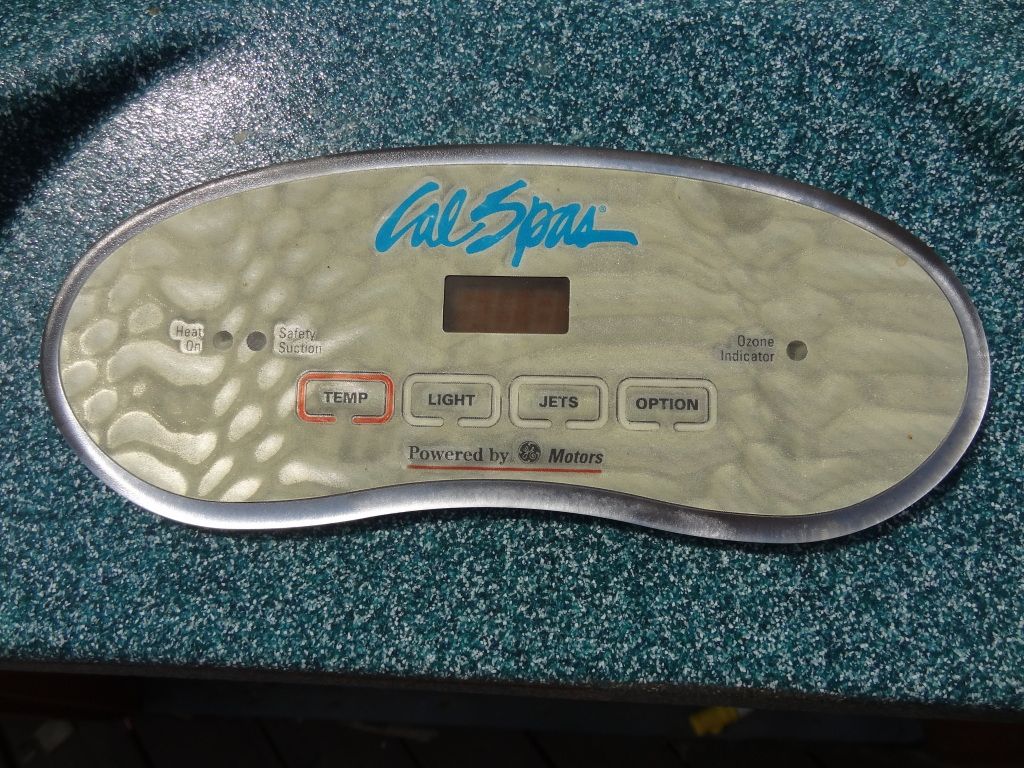 Cal Spas®
Heat
On
Safety
Suction
Ozone
Indicator
TEMP
LIGHT
JETS
OPTION
Powered by GE Motors